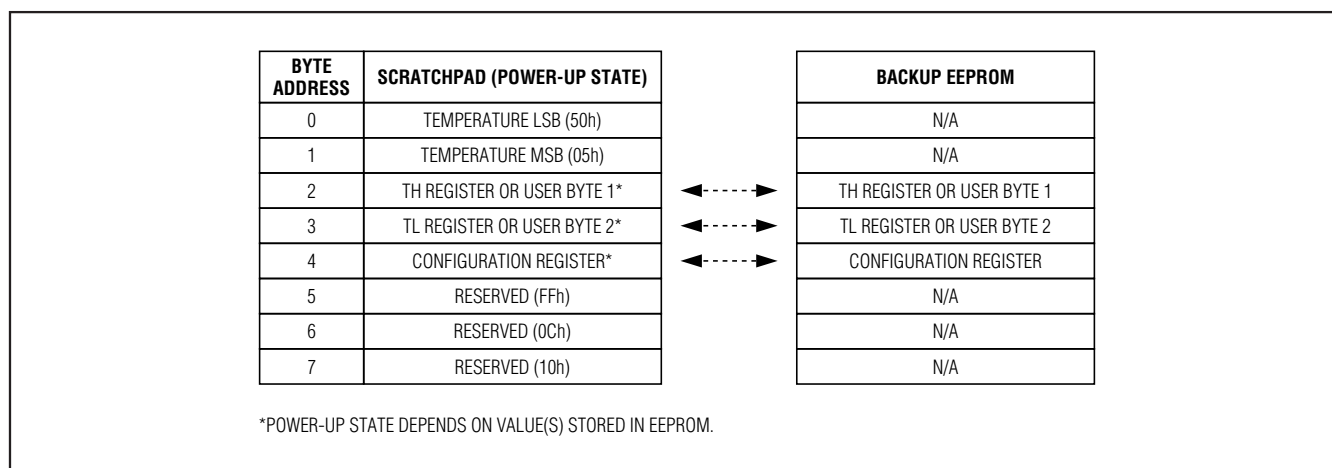 BYTE ADDRESS SCRATCHPAD (POWER-UP STATE) BACKUP EEPROM
0 TEMPERATURE LSB (50h) N/A
1 TEMPERATURE MSB (05h) N/A
2 TH REGISTER OR USER BYTE 1* TH REGISTER OR USER BYTE 1
3 TL REGISTER OR USER BYTE 2* TL REGISTER OR USER BYTE 2
4 CONFIGURATION REGISTER* CONFIGURATION REGISTER
5 RESERVED (FFh) N/A
6 RESERVED (0Ch) N/A
7 RESERVED (10h) N/A
*POWER-UP STATE DEPENDS ON VALUE(S) STORED IN EEPROM.